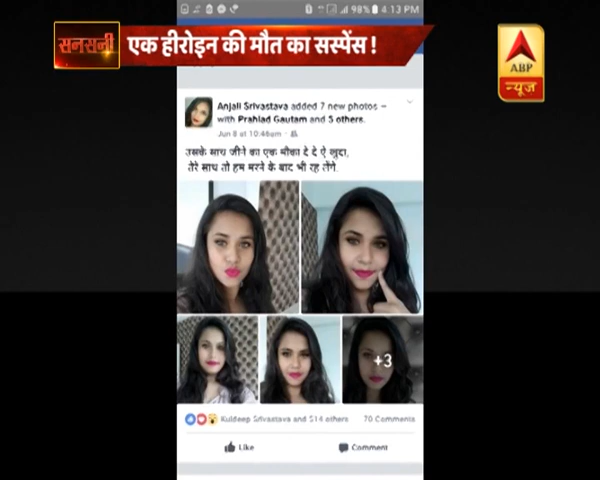 98% 4:13 PM
सनसनी
एक हीरोइन की मौत का सस्पेंस !
ABP
न्यूज़
Anjali Srivastava added 7 new photos —
with Prahlad Gautam and 5 others.
Jun 8 at 10:46am
उसके साथ जीने का एक मौका दे दे ऐ खुदा,
तेरे साथ तो हम मरने के बाद भी रह लेंगे.
+3
Kuldeep Srivastava and 514 others 70 Comments
Like Comment